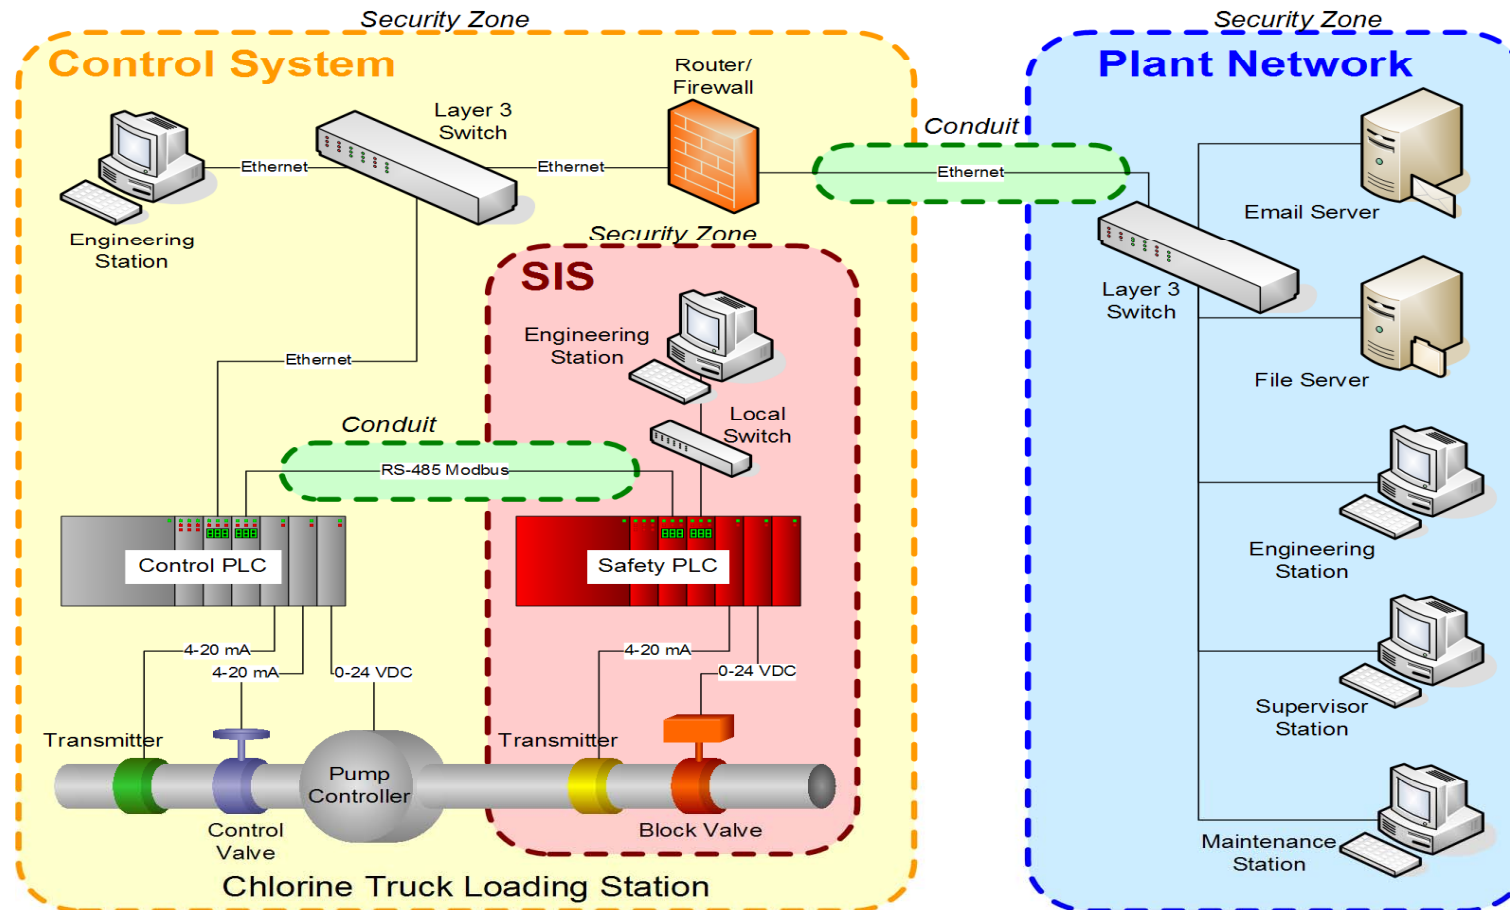 Security Zone
Security Zone
Control System
Plant Network
Router/
Firewall
Layer 3
Switch
Conduit
Ethernet
Ethernet
Ethernet
Engineering
Station
Email Server
Security Zone
SIS
Layer 3
Switch
Engineering
Station
Ethernet
File Server
Local
Switch
Conduit
RS-485 Modbus
Control PLC
Safety PLC
Engineering
Station
4-20 mA
4-20 mA
0-24 VDC
4-20 mA
0-24 VDC
Supervisor
Station
Transmitter
Transmitter
Pump
Controller
Control
Valve
Block Valve
Maintenance
Station
Chlorine Truck Loading Station